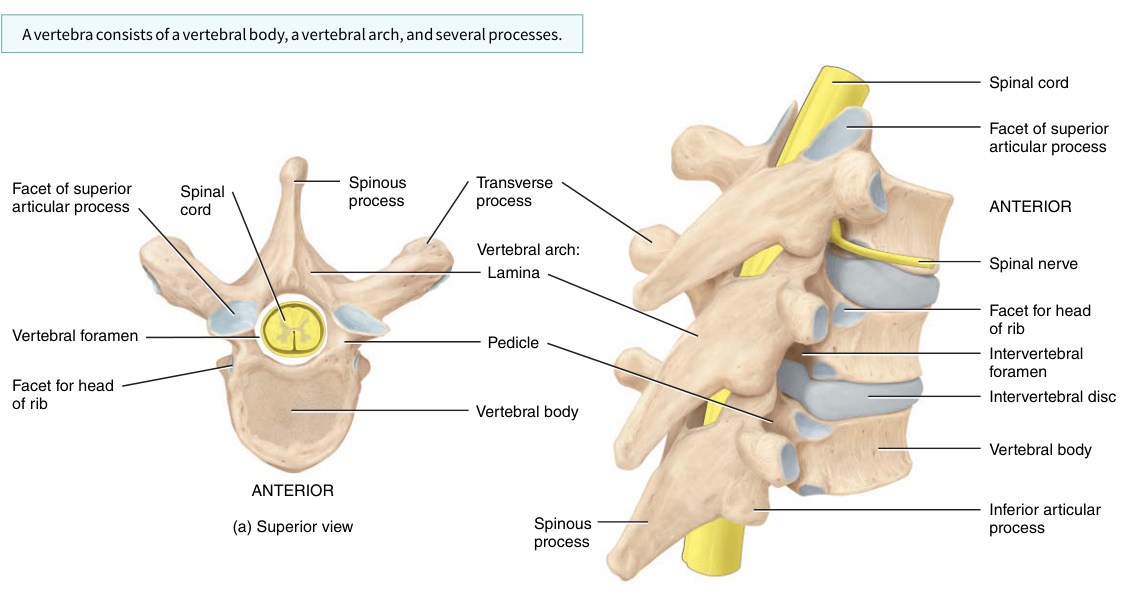 A vertebra consists of a vertebral body, a vertebral arch, and several processes.
Facet of superior
articular process
Spinal
cord
Spinous
process
Vertebral foramen
Facet for head
of rib
Transverse
process
Vertebral arch:
Lamina
Pedicle
Vertebral body
ANTERIOR
(a) Superior view
Spinal cord
Facet of superior
articular process
ANTERIOR
Spinal nerve
Facet for head
of rib
Intervertebral
foramen
Intervertebral disc
Vertebral body
Inferior articular
process
Spinous
process